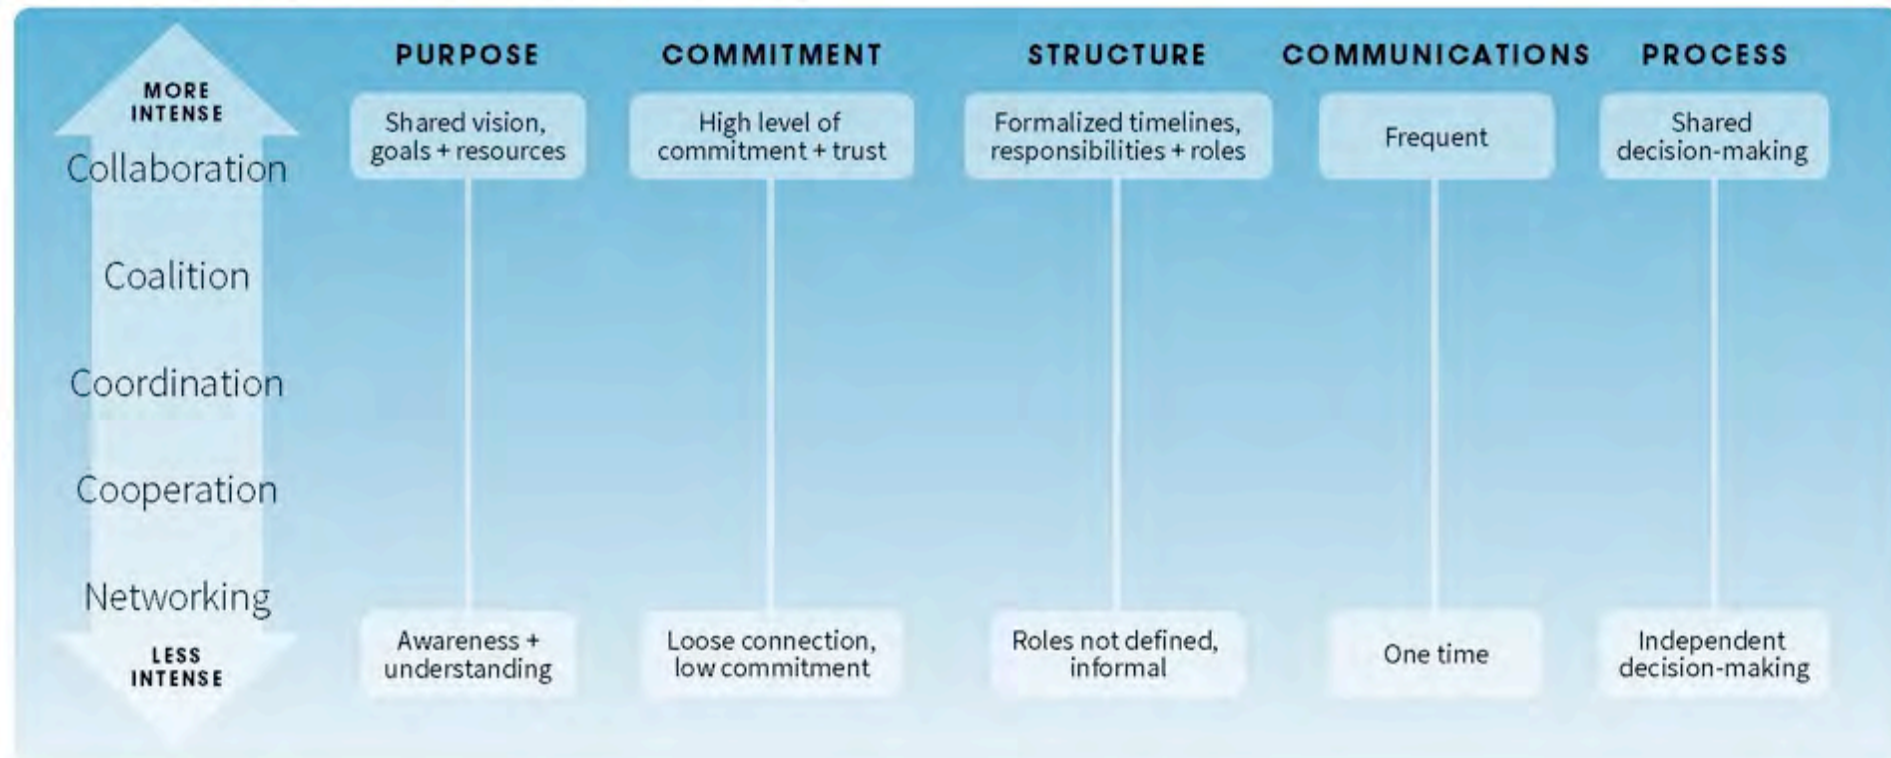 PURPOSE
COMMITMENT
STRUCTURE
COMMUNICATIONS
PROCESS
MORE
INTENSE
Shared vision,
goals + resources
High level of
commitment + trust
Formalized timelines,
responsibilities + roles
Frequent
Shared
decision-making
Collaboration
Coalition
Coordination
Cooperation
Networking
LESS
INTENSE
Awareness +
understanding
Loose connection,
low commitment
Roles not defined,
informal
One time
Independent
decision-making